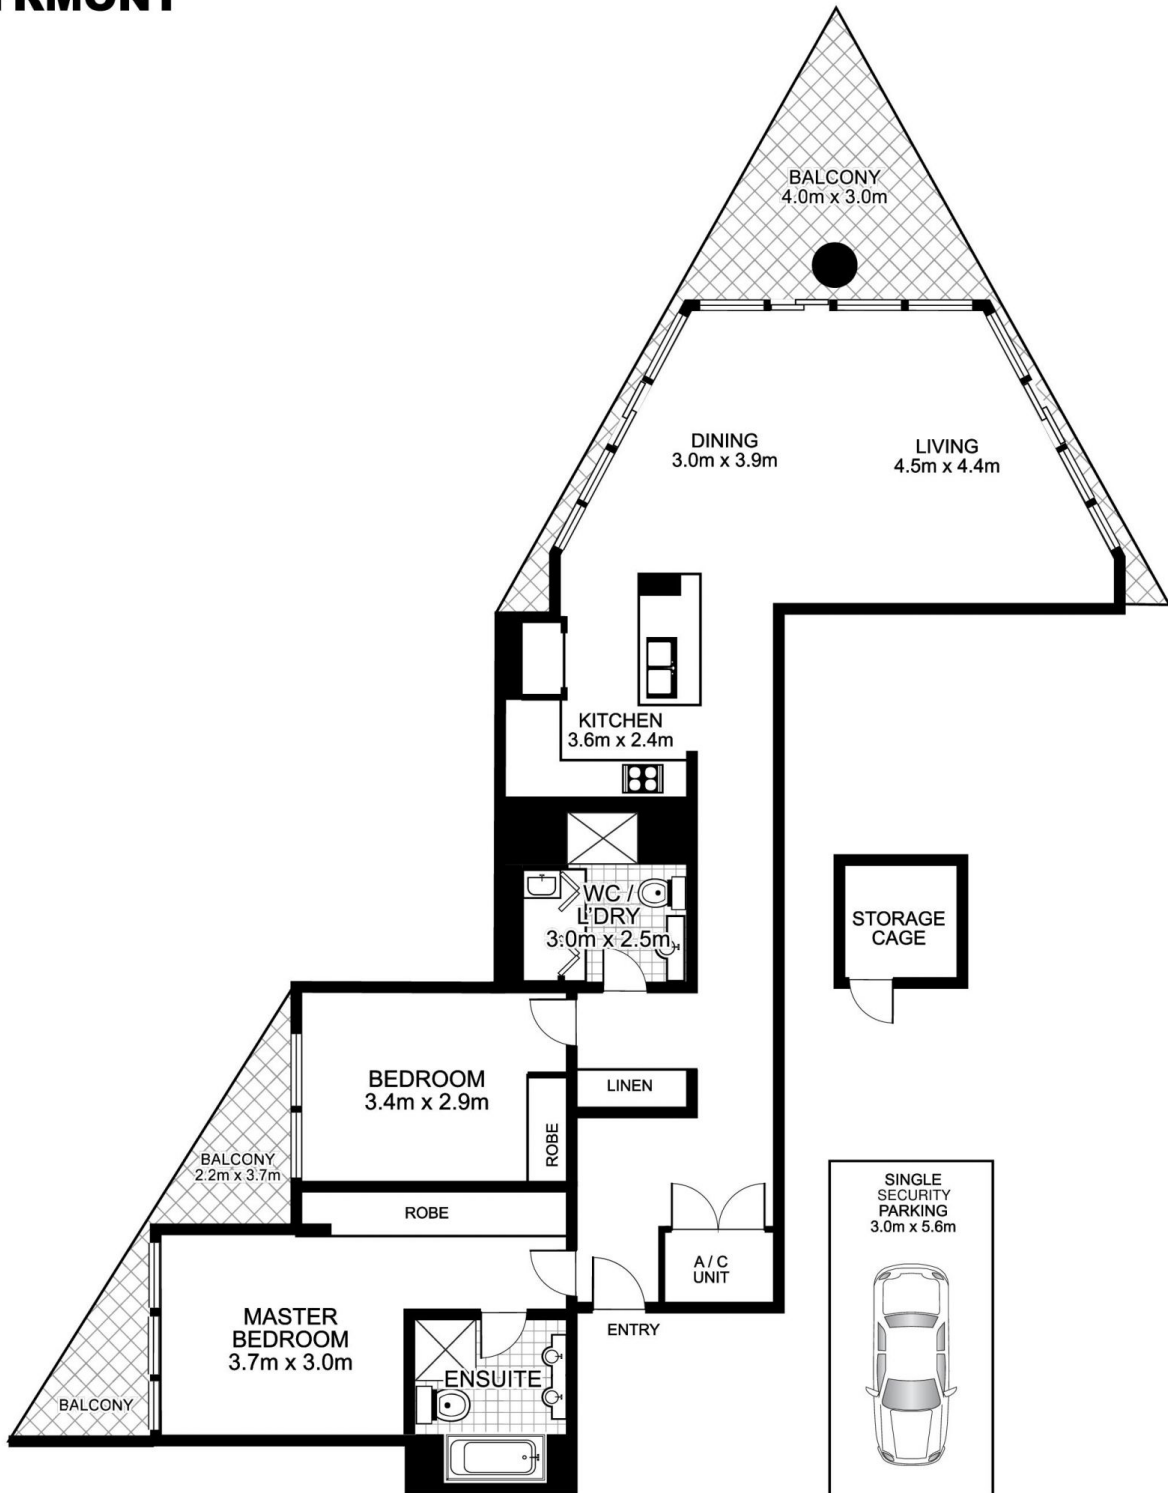 BALCONY
4.0m x 3.0m
DINING
3.0m x 3.9m
LIVING
4.5m x 4.4m
KITCHEN
3.6m x 2.4m
WC /
L'DRY
3.0m x 2.5m
STORAGE
CAGE
BEDROOM
3.4m x 2.9m
LINEN
ROBE
BALCONY
2.2m x 3.7m
ROBE
SINGLE
SECURITY
PARKING
3.0m x 5.6m
A / C
UNIT
MASTER
BEDROOM
3.7m x 3.0m
ENTRY
ENSUITE
BALCONY